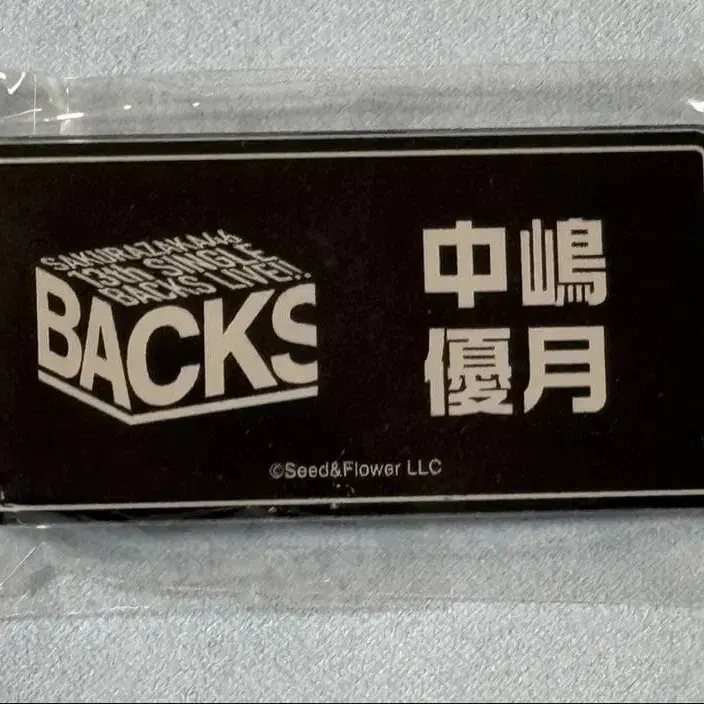 SAKURAZAKA46
13th SINGLE
BACKS LIVE!!
BACKS
中嶋
優月
©Seed&Flower LLC